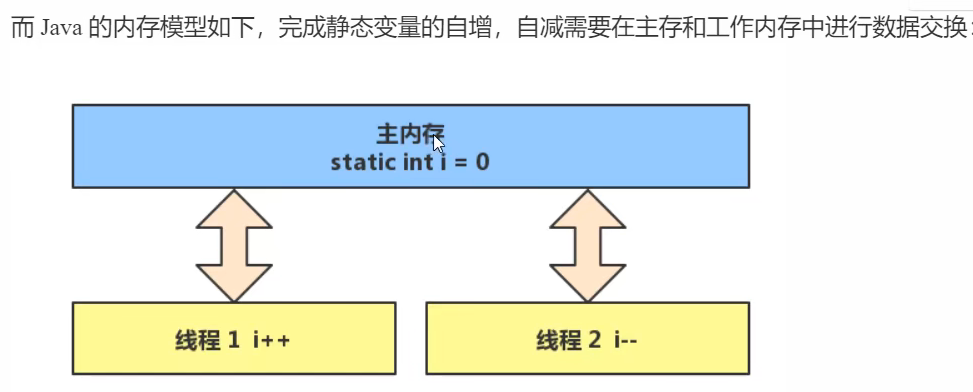 而 Java 的内存模型如下，完成静态变量的自增，自减需要在主存和工作内存中进行数据交换：
主内存
static int i = 0
线程 1 i++
线程 2 i--